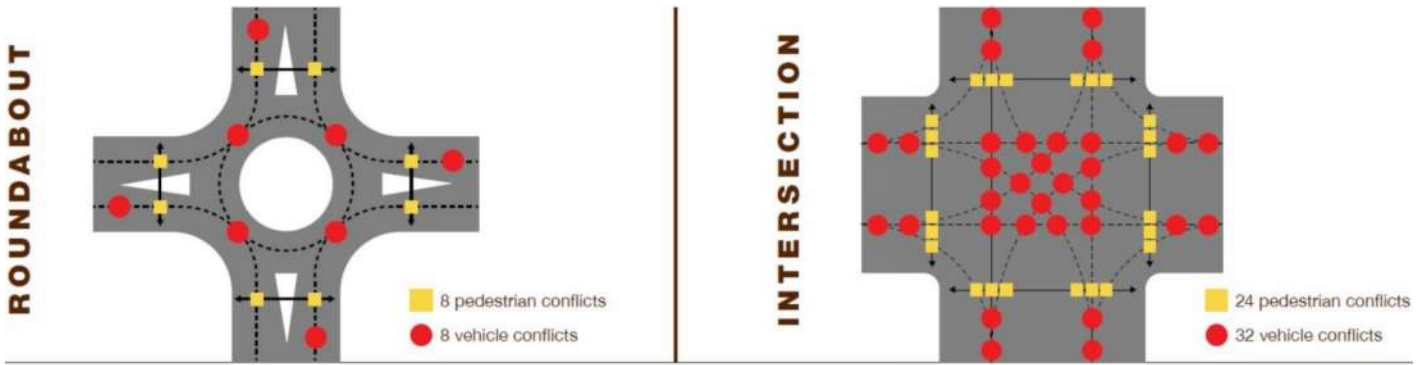 ROUNDABOUT
8 pedestrian conflicts
8 vehicle conflicts
INTERSECTION
24 pedestrian conflicts
32 vehicle conflicts